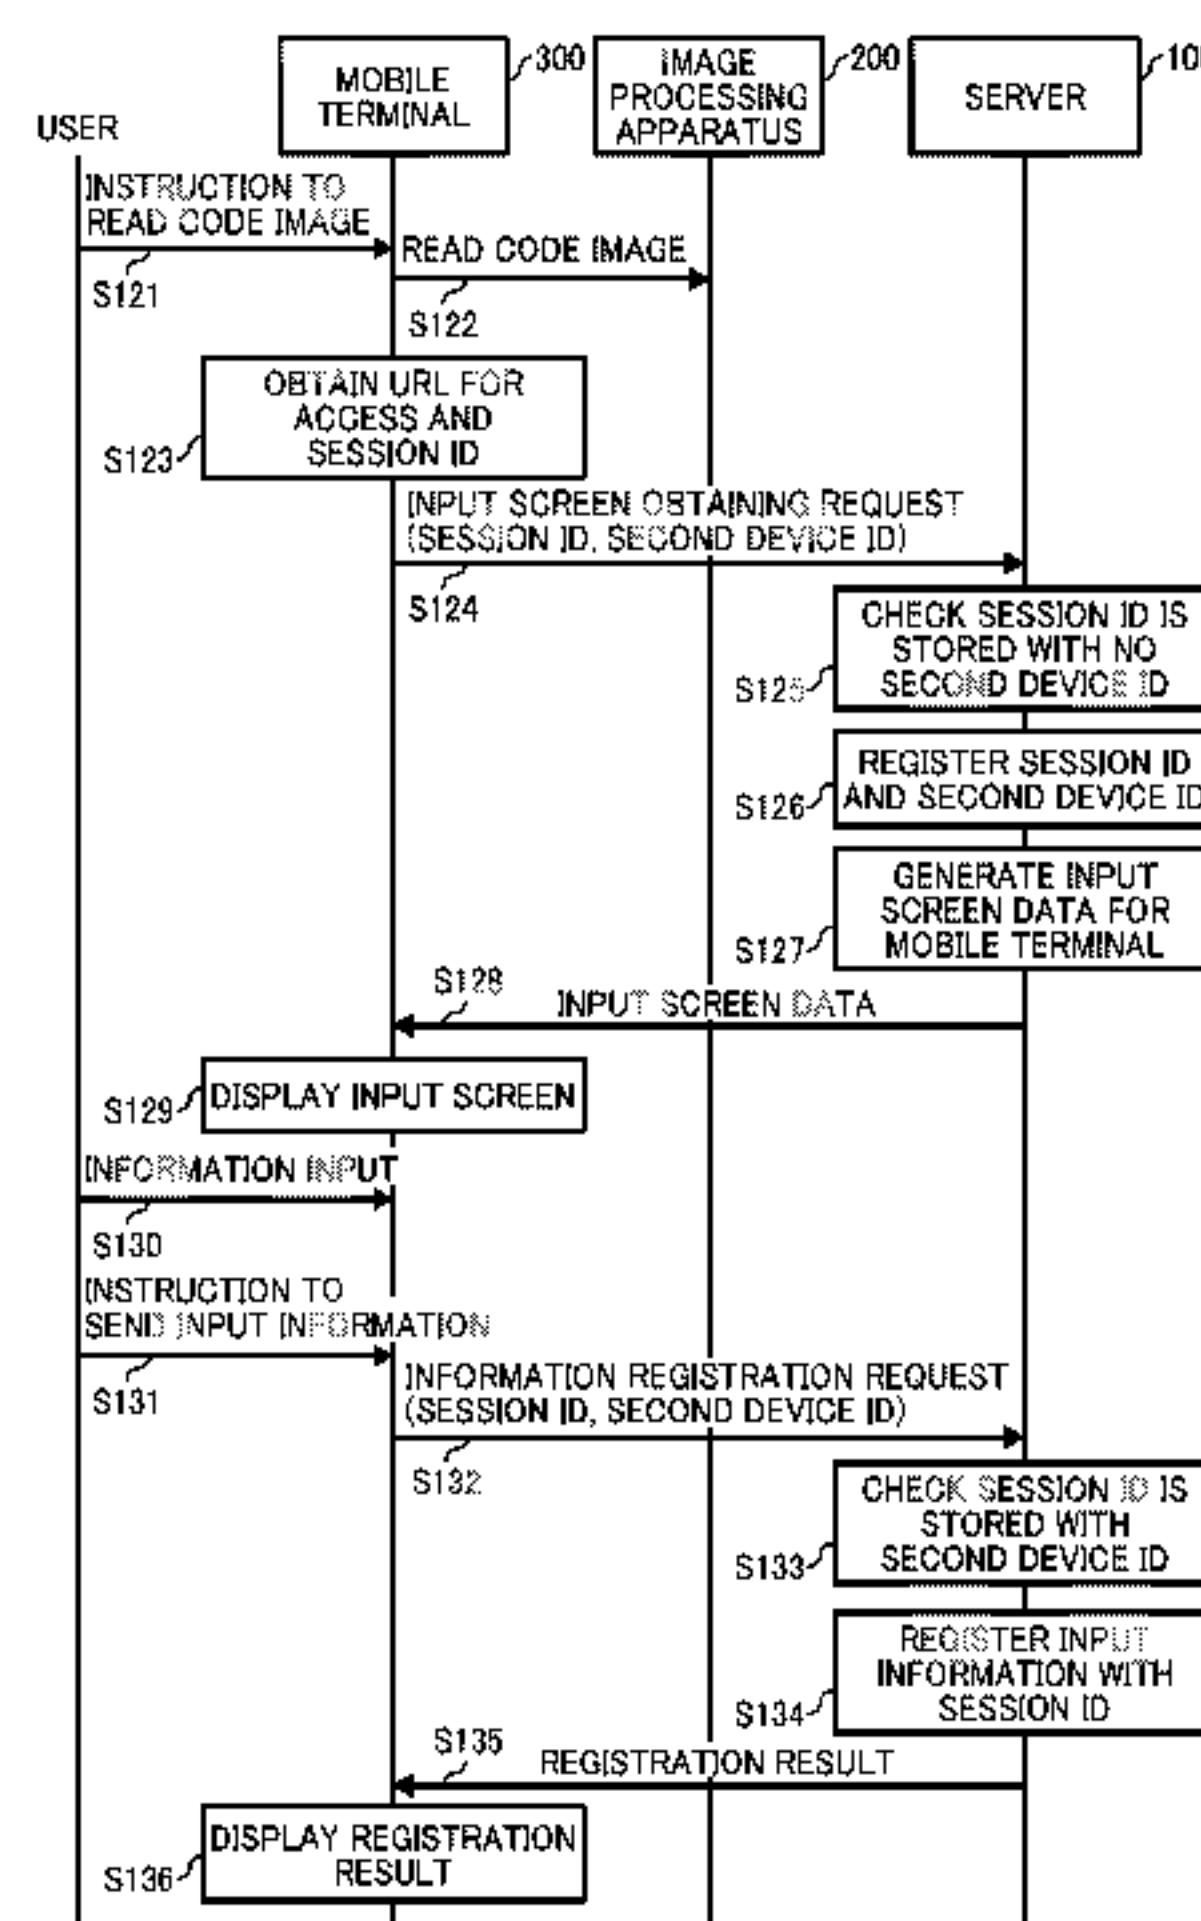 USER
MOBILE
TERMINAL
300
IMAGE
PROCESSING
APPARATUS
200
SERVER
INSTRUCTION TO
READ CODE IMAGE
S121
READ CODE IMAGE
S122
OBTAIN URL FOR
ACCESS AND
SESSION ID
S123
INPUT SCREEN OBTAINING REQUEST
(SESSION ID, SECOND DEVICE ID)
S124
CHECK SESSION ID IS
STORED WITH NO
SECOND DEVICE ID
S125
REGISTER SESSION ID
AND SECOND DEVICE ID
S126
GENERATE INPUT
SCREEN DATA FOR
MOBILE TERMINAL
S127
S128
INPUT SCREEN DATA
DISPLAY INPUT SCREEN
S129
INFORMATION INPUT
S130
INSTRUCTION TO
SEND INPUT INFORMATION
S131
INFORMATION REGISTRATION REQUEST
(SESSION ID, SECOND DEVICE ID)
S132
CHECK SESSION ID IS
STORED WITH
SECOND DEVICE ID
S133
REGISTER INPUT
INFORMATION WITH
SESSION ID
S134
S135
REGISTRATION RESULT
DISPLAY REGISTRATION
RESULT
S136